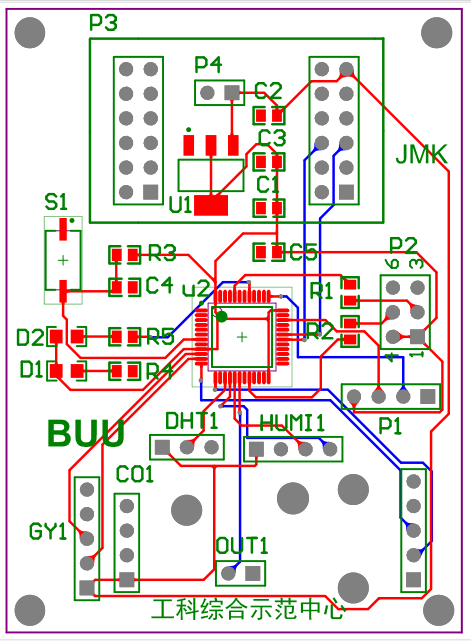 P3
P4
C2
C3
JMK
C1
S1
U1
R3
C5
P2
6
3
C4
u2
R1
D2
R5
R2
4
1
D1
R4
P1
BUU
DHT1
HUMI1
CO1
GY1
OUT1
工科综合示范中心